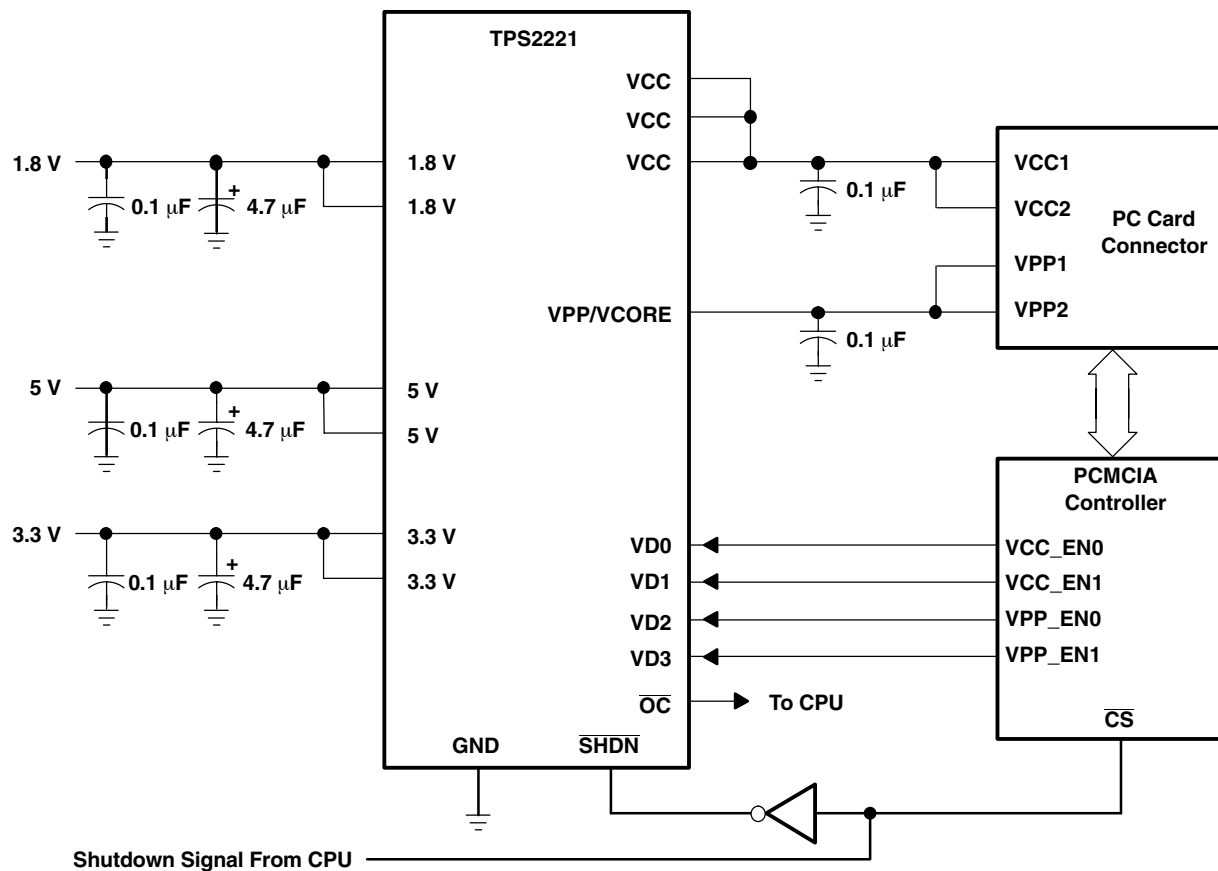 TPS2221
VCC
VCC
VCC
1.8 V
1.8 V
1.8 V
0.1 μF
+
4.7 μF
0.1 μF
VCC1
VCC2
VPP1
VPP2
PC Card
Connector
VPP/VCORE
0.1 μF
5 V
5 V
5 V
0.1 μF
+
4.7 μF
3.3 V
3.3 V
3.3 V
0.1 μF
+
4.7 μF
PCMCIA
Controller
VD0
VCC_EN0
VD1
VCC_EN1
VD2
VPP_EN0
VD3
VPP_EN1
O̅C̅
To CPU
C̅S̅
GND
S̅H̅D̅N̅
Shutdown Signal From CPU